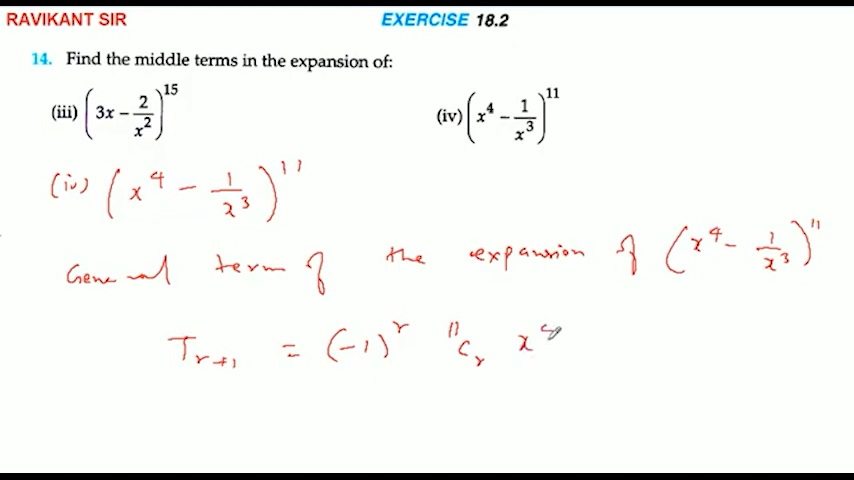 RAVIKANT SIR EXERCISE 18.2
14. Find the middle terms in the expansion of:
(iii) (3x − 2/x²)¹⁵ (iv) (x⁴ − 1/x³)¹¹
(iv) (x⁴ − 1/x³)¹¹
General term of the expansion of (x⁴ − 1/x³)¹¹
Tᵣ₊₁ = (−1)ʳ ¹¹Cᵣ x